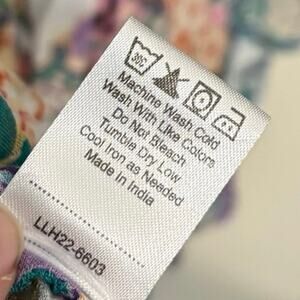 Machine Wash Cold
Wash With Like Colors
Do Not Bleach
Tumble Dry Low
Cool Iron as Needed
Made in India
LLH22-6603